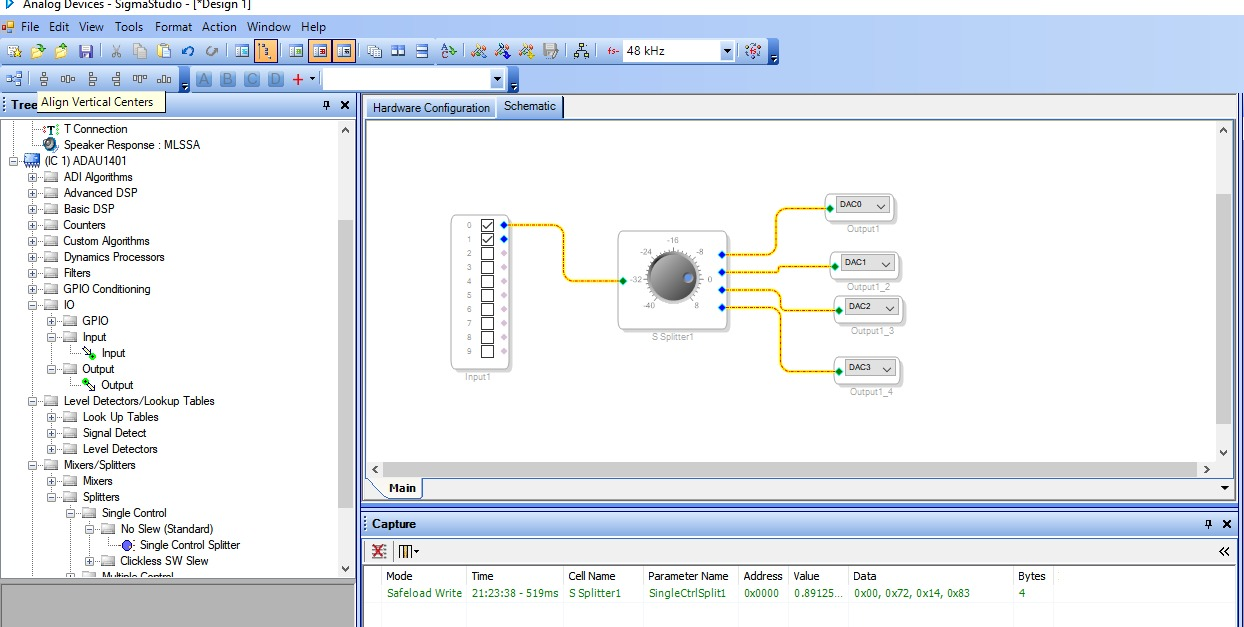 Analog Devices - SigmaStudio - [*Design 1]
File Edit View Tools Format Action Window Help
fs= 48 kHz
A B C D
Align Vertical Centers
Tree
T Connection
Speaker Response : MLSSA
(IC 1) ADAU1401
ADI Algorithms
Advanced DSP
Basic DSP
Counters
Custom Algorithms
Dynamics Processors
Filters
GPIO Conditioning
IO
GPIO
Input
Input
Output
Output
Level Detectors/Lookup Tables
Look Up Tables
Signal Detect
Level Detectors
Mixers/Splitters
Mixers
Splitters
Single Control
No Slew (Standard)
Single Control Splitter
Clickless SW Slew
Multiple Control
Hardware Configuration Schematic
0
1
2
3
4
5
6
7
8
9
Input1
-16
-24 -8
-32 0
-40 8
S Splitter1
DAC0
Output1
DAC1
Output1_2
DAC2
Output1_3
DAC3
Output1_4
Main
Capture
Mode Time Cell Name Parameter Name Address Value Data Bytes
Safeload Write 21:23:38 - 519ms S Splitter1 SingleCtrlSplit1 0x0000 0.89125... 0x00, 0x72, 0x14, 0x83 4